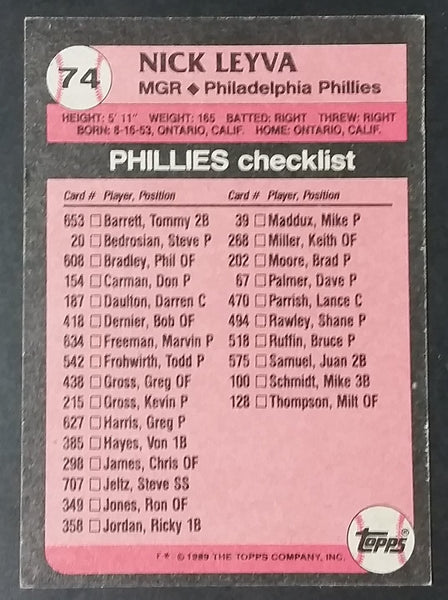 74
NICK LEYVA
MGR ◆ Philadelphia Phillies
HEIGHT: 5' 11" WEIGHT: 165 BATTED: RIGHT THREW: RIGHT
BORN: 8-16-53, ONTARIO, CALIF. HOME: ONTARIO, CALIF.
PHILLIES checklist
Card # Player, Position
653 ☐ Barrett, Tommy 2B
20 ☐ Bedrosian, Steve P
608 ☐ Bradley, Phil OF
154 ☐ Carman, Don P
187 ☐ Daulton, Darren C
418 ☐ Dernier, Bob OF
634 ☐ Freeman, Marvin P
542 ☐ Frohwirth, Todd P
438 ☐ Gross, Greg OF
215 ☐ Gross, Kevin P
627 ☐ Harris, Greg P
385 ☐ Hayes, Von 1B
298 ☐ James, Chris OF
707 ☐ Jeltz, Steve SS
349 ☐ Jones, Ron OF
358 ☐ Jordan, Ricky 1B
Card # Player, Position
39 ☐ Maddux, Mike P
268 ☐ Miller, Keith OF
202 ☐ Moore, Brad P
67 ☐ Palmer, Dave P
470 ☐ Parrish, Lance C
494 ☐ Rawley, Shane P
518 ☐ Ruffin, Bruce P
575 ☐ Samuel, Juan 2B
100 ☐ Schmidt, Mike 3B
128 ☐ Thompson, Milt OF
F* © 1989 THE TOPPS COMPANY, INC.
topps®